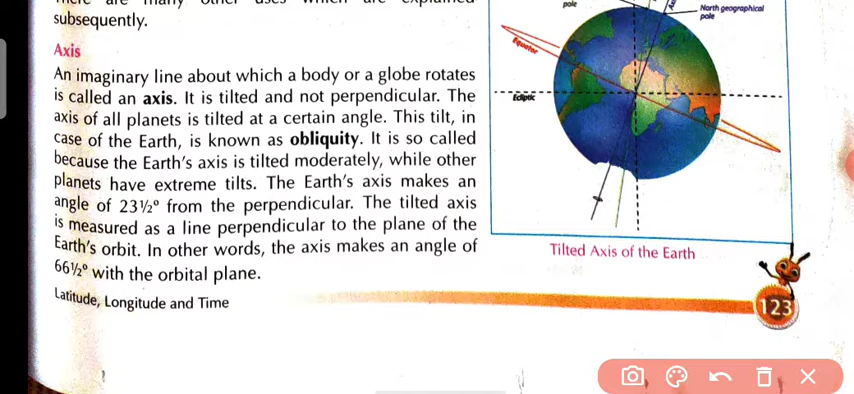 subsequently.
Axis
An imaginary line about which a body or a globe rotates
is called an axis. It is tilted and not perpendicular. The
axis of all planets is tilted at a certain angle. This tilt, in
case of the Earth, is known as obliquity. It is so called
because the Earth's axis is tilted moderately, while other
planets have extreme tilts. The Earth's axis makes an
angle of 23½° from the perpendicular. The tilted axis
is measured as a line perpendicular to the plane of the
Earth's orbit. In other words, the axis makes an angle of
66½° with the orbital plane.
Latitude, Longitude and Time
pole
North geographical
pole
Equator
Ecliptic
Tilted Axis of the Earth
123